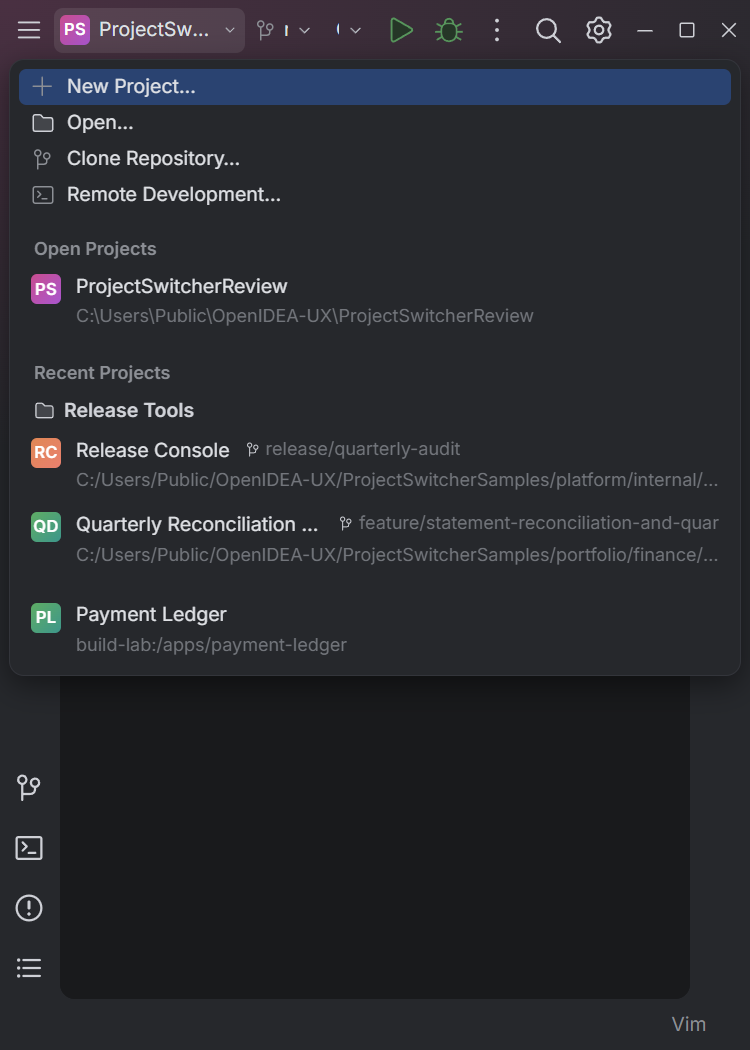 PS ProjectSw...
New Project...
Open...
Clone Repository...
Remote Development...
Open Projects
PS ProjectSwitcherReview
C:\Users\Public\OpenIDEA-UX\ProjectSwitcherReview
Recent Projects
Release Tools
RC Release Console release/quarterly-audit
C:/Users/Public/OpenIDEA-UX/ProjectSwitcherSamples/platform/internal/...
QD Quarterly Reconciliation ... feature/statement-reconciliation-and-quar
C:/Users/Public/OpenIDEA-UX/ProjectSwitcherSamples/portfolio/finance/...
PL Payment Ledger
build-lab:/apps/payment-ledger
Vim